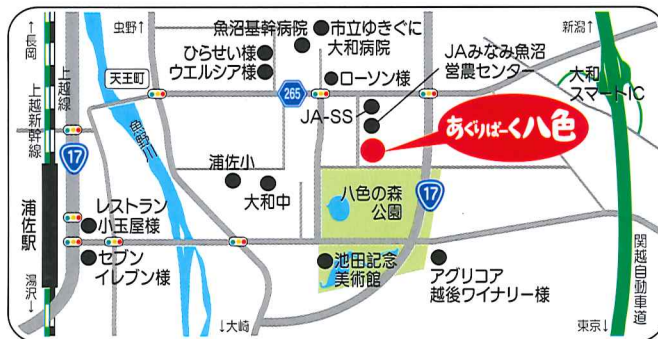 ↑長岡
上越線
上越新幹線
17
浦佐駅
湯沢↓
虫野↑
天王町
魚野川
レストラン
小玉屋様
セブン
イレブン様
魚沼基幹病院
市立ゆきぐに
大和病院
ひらせい様
ウエルシア様
265
ローソン様
JAみなみ魚沼
営農センター
JA-SS
あぐりぱーく八色
新潟↑
大和
スマートIC
浦佐小
大和中
八色の森
公園
17
池田記念
美術館
アグリコア
越後ワイナリー様
↓大崎
関越自動車道
東京↓